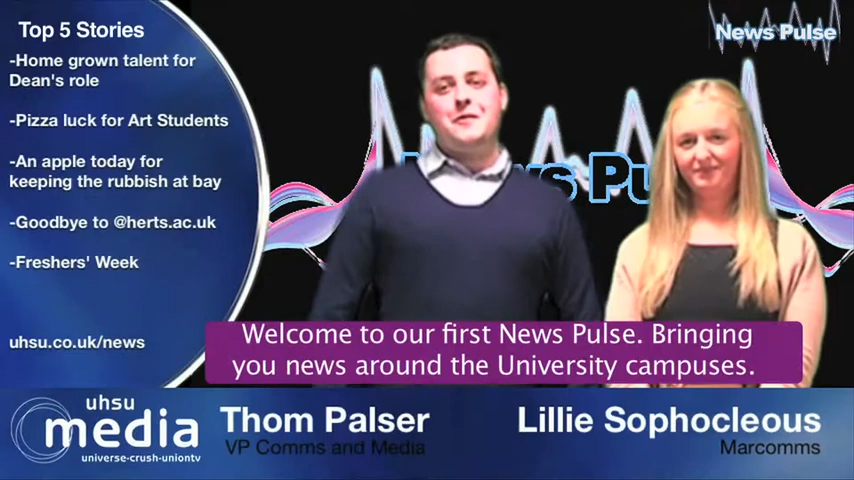 Top 5 Stories
-Home grown talent for
Dean's role
-Pizza luck for Art Students
-An apple today for
keeping the rubbish at bay
-Goodbye to @herts.ac.uk
-Freshers' Week
uhsu.co.uk/news
News Pulse
News Pu
Welcome to our first News Pulse. Bringing
you news around the University campuses.
uhsu
media
universe-crush-uniontv
Thom Palser
VP Comms and Media
Lillie Sophocleous
Marcomms